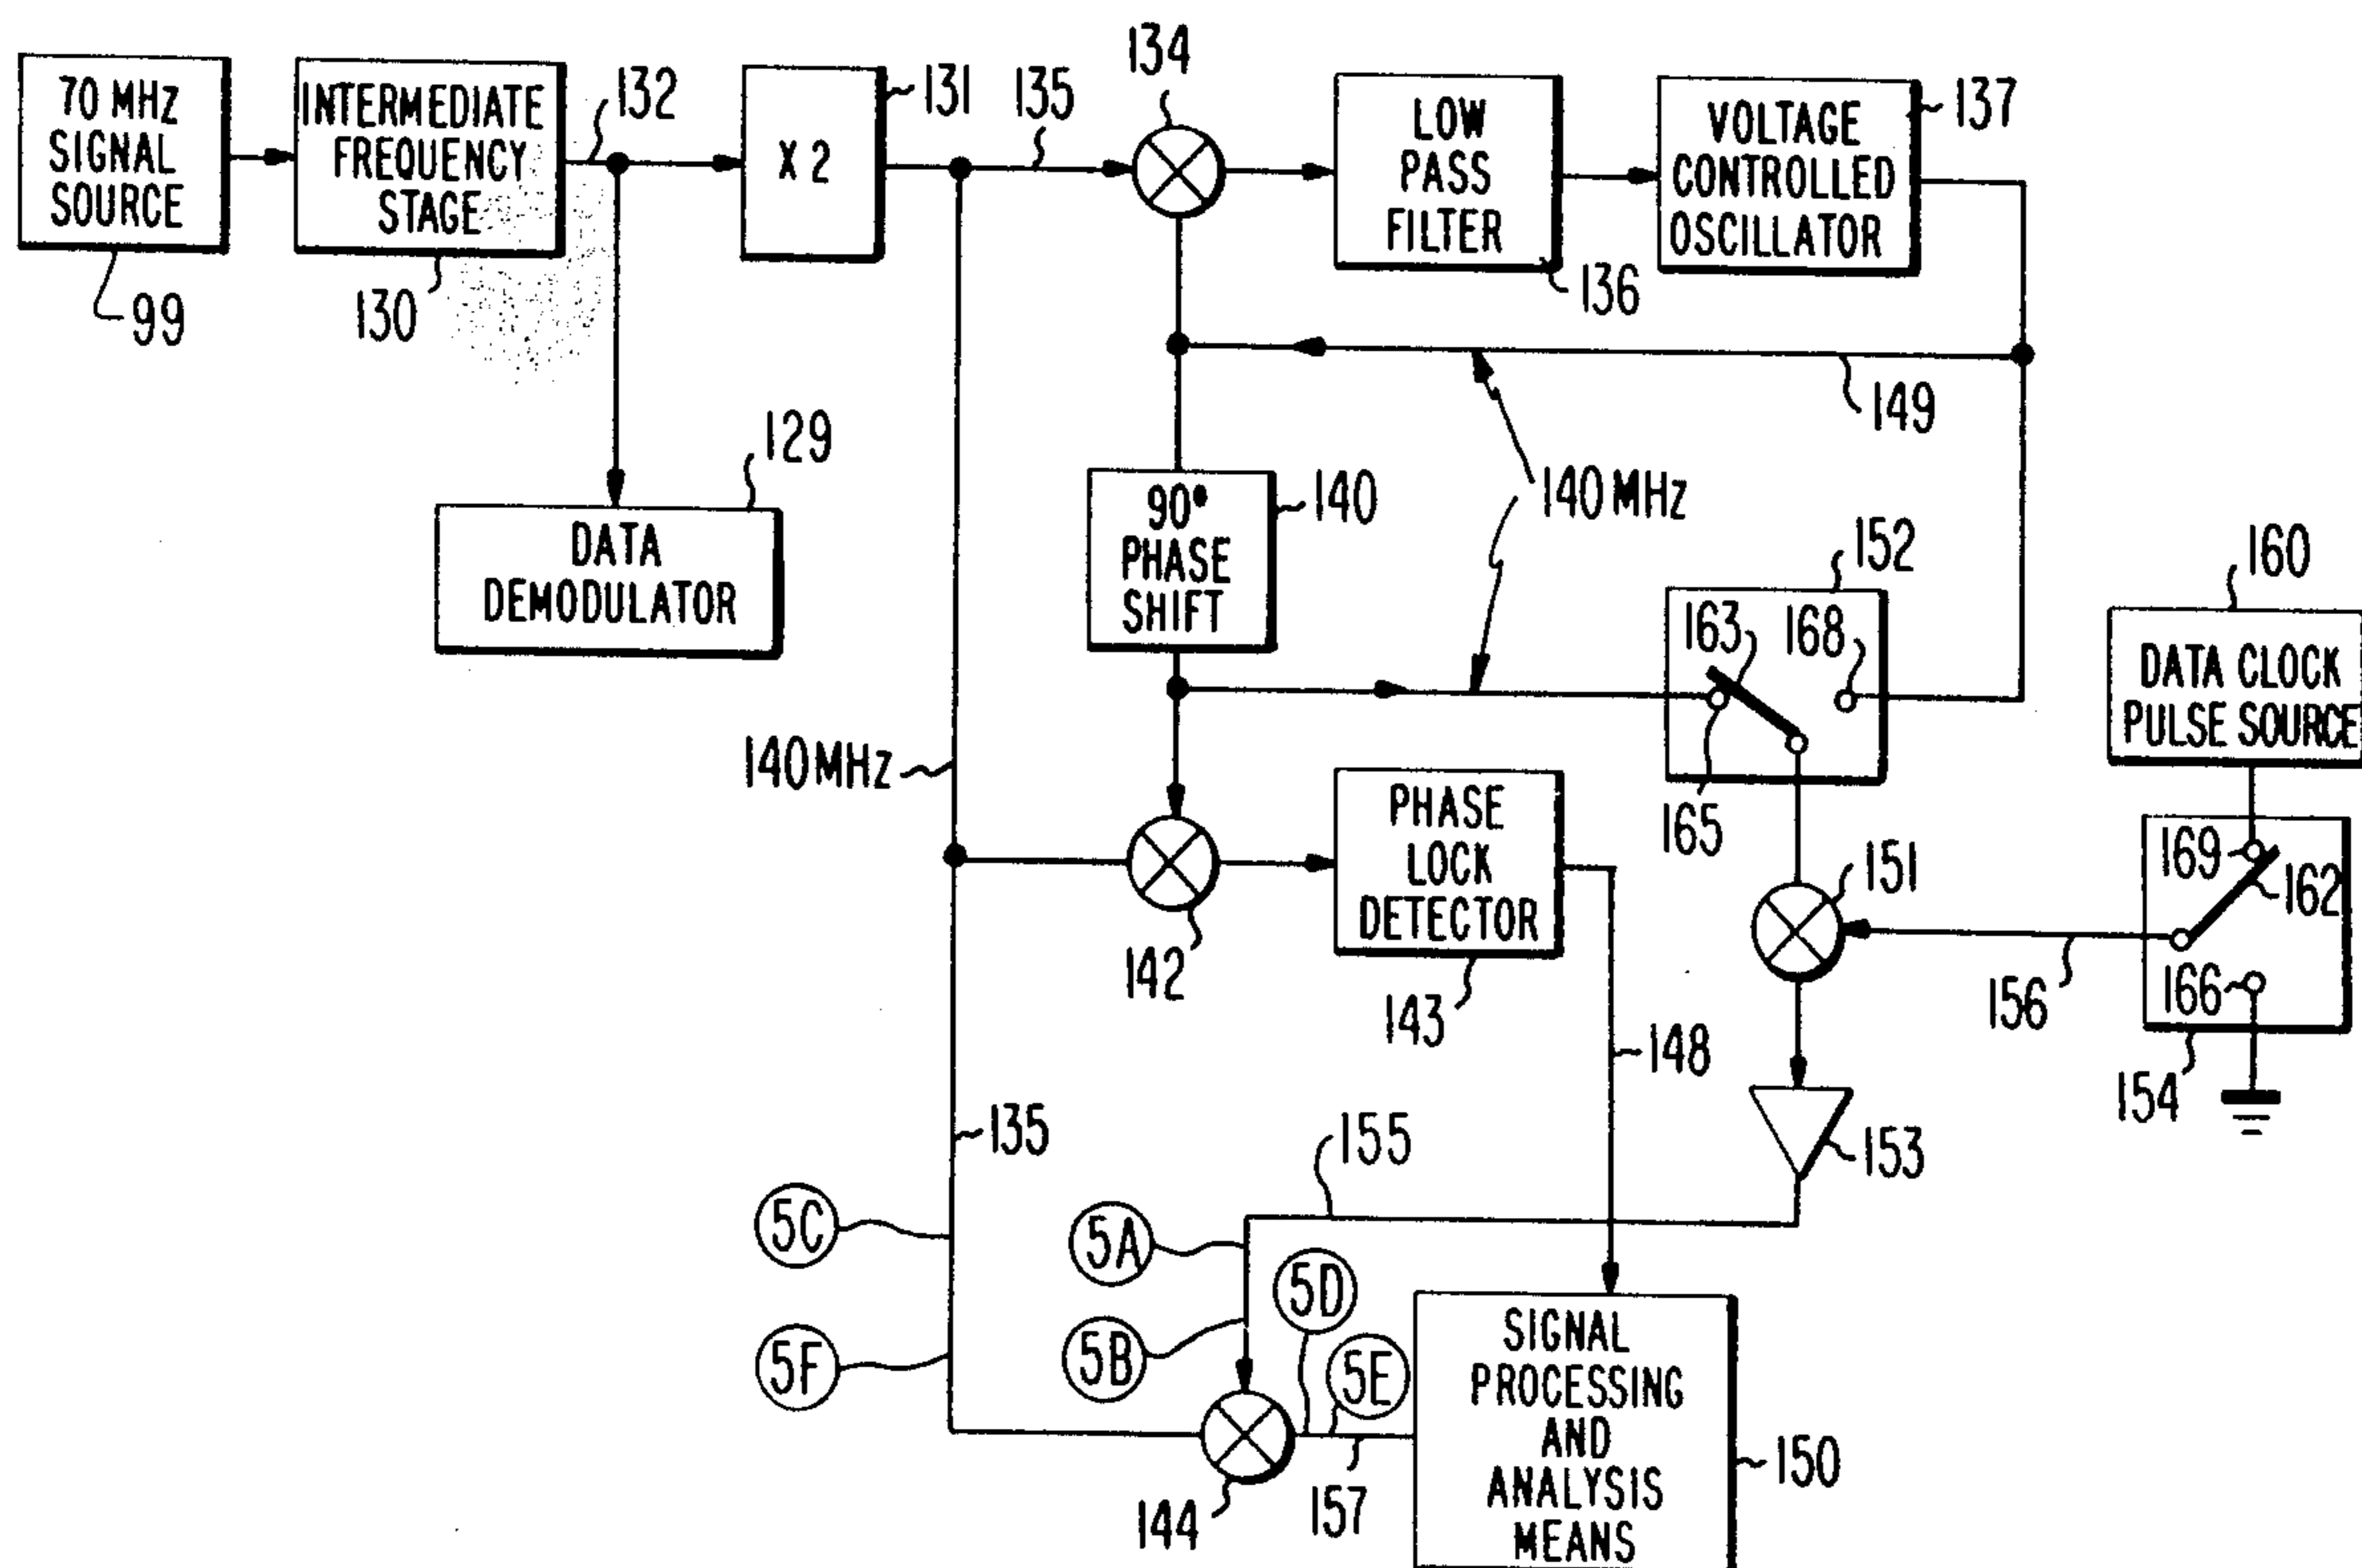 70 MHz
SIGNAL
SOURCE
99
INTERMEDIATE
FREQUENCY
STAGE
130
132
X 2
131
135
134
LOW
PASS
FILTER
136
VOLTAGE
CONTROLLED
OSCILLATOR
137
149
129
DATA
DEMODULATOR
90°
PHASE
SHIFT
140
140 MHz
152
163
168
165
160
DATA CLOCK
PULSE SOURCE
140 MHz
142
PHASE
LOCK
DETECTOR
143
151
156
169
162
166
154
148
153
135
155
5C
5A
5D
5F
5B
5E
144
157
SIGNAL
PROCESSING
AND
ANALYSIS
MEANS
150